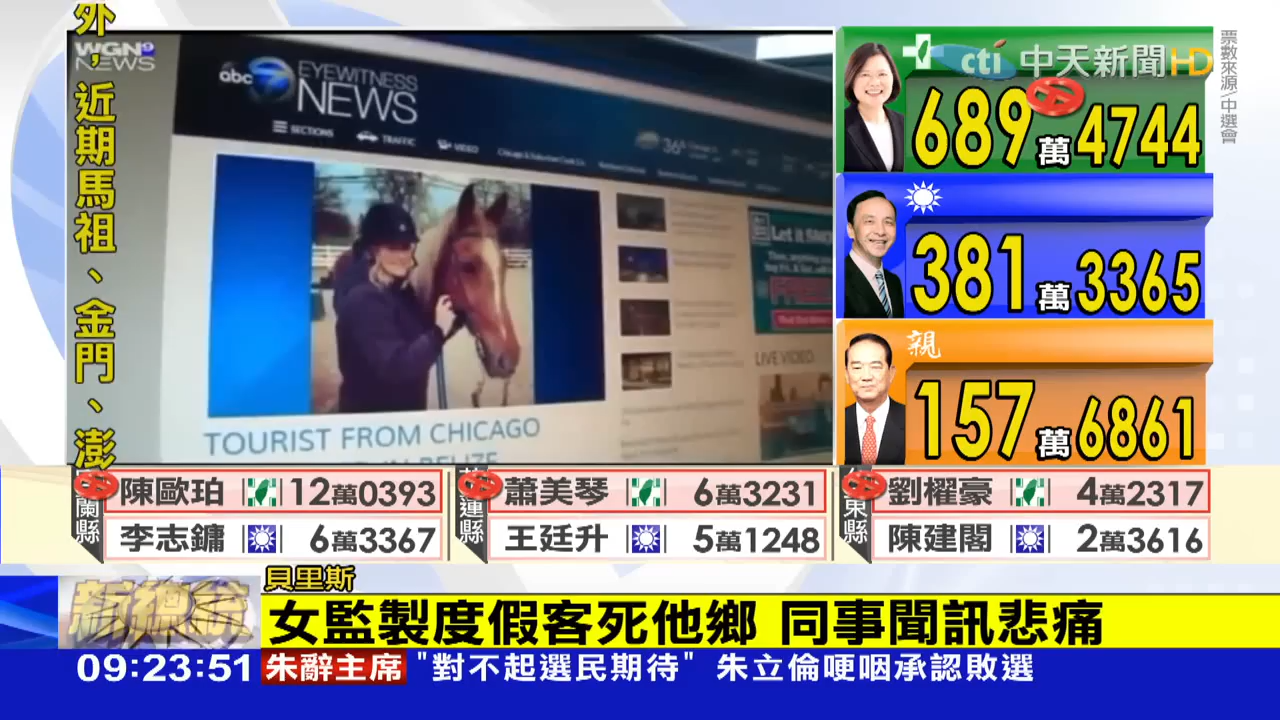 外,近期馬祖、金門、澎
WGN9
NEWS
abc 7 EYEWITNESS
NEWS
SECTIONS
TRAFFIC
VIDEO
36°
Let it SNOW
LIVE VIDEO
TOURIST FROM CHICAGO
IN BELIZE
cti 中天新聞HD
票數來源/中選會
689萬4744
381萬3365
親
157萬6861
蘭縣
陳歐珀 12萬0393
李志鏞 6萬3367
蓮縣
蕭美琴 6萬3231
王廷升 5萬1248
東縣
劉櫂豪 4萬2317
陳建閣 2萬3616
貝里斯
女監製度假客死他鄉 同事聞訊悲痛
09:23:51
朱辭主席 "對不起選民期待" 朱立倫哽咽承認敗選